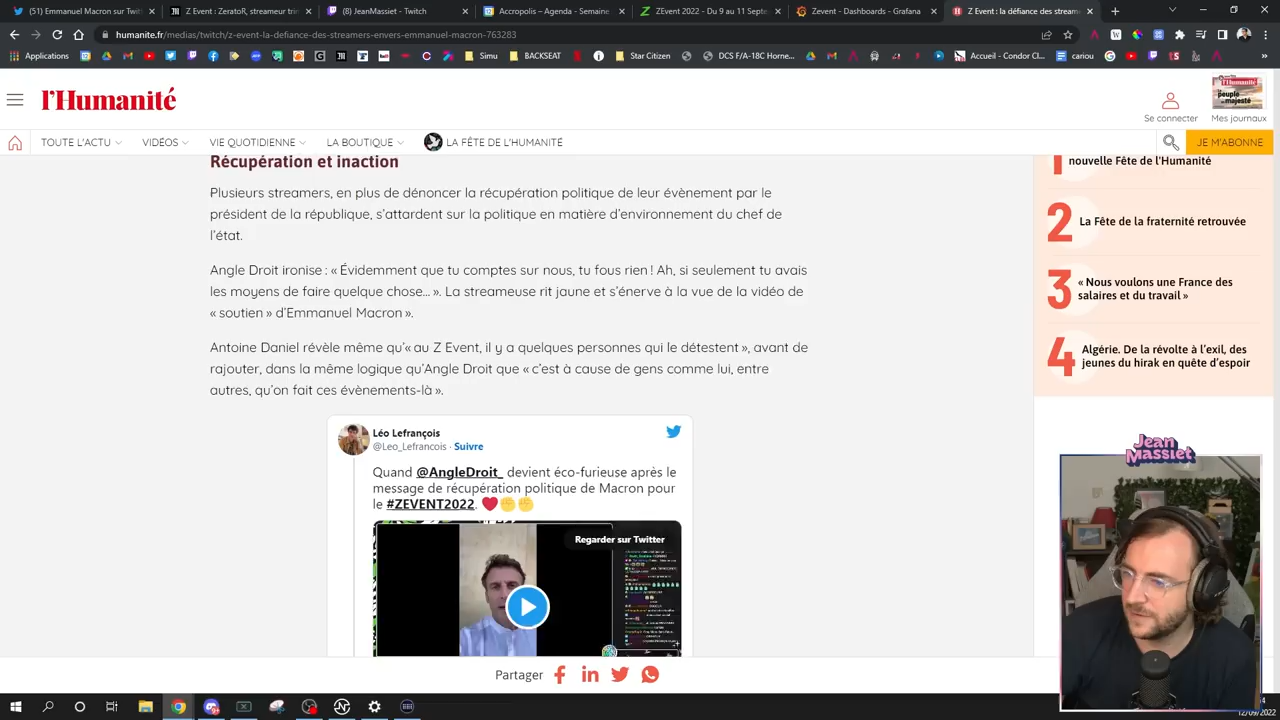 (51) Emmanuel Macron sur Tw
Z Event : ZeratoR, streamer trim
(8) JeanMassiet - Twitch
Accropolis – Agenda - Semaine
ZEvent 2022 - Du 9 au 11 Septe
Zevent - Dashboards - Grafana
Z Event : la défiance des stream
humanite.fr/medias/twitch/z-event-la-defiance-des-streamers-envers-emmanuel-macron-763283
Applications
Simu
BACKSEAT
Star Citizen
DCS F/A-18C Horne...
Accueil - Condor Cl...
cariou
l'Humanité
Se connecter
Mes journaux
TOUTE L'ACTU
VIDÉOS
VIE QUOTIDIENNE
LA BOUTIQUE
LA FÊTE DE L'HUMANITÉ
JE M'ABONNE
Récupération et inaction
Plusieurs streamers, en plus de dénoncer la récupération politique de leur évènement par le
président de la république, s'attardent sur la politique en matière d'environnement du chef de
l'état.
Angle Droit ironise : « Évidemment que tu comptes sur nous, tu fous rien ! Ah, si seulement tu avais
les moyens de faire quelque chose... ». La streameuse rit jaune et s'énerve à la vue de la vidéo de
« soutien » d'Emmanuel Macron ».
Antoine Daniel révèle même qu'« au Z Event, il y a quelques personnes qui le détestent », avant de
rajouter, dans la même logique qu'Angle Droit que « c'est à cause de gens comme lui, entre
autres, qu'on fait ces évènements-là ».
Léo Lefrançois
@Leo_Lefrancois · Suivre
Quand @AngleDroit_ devient éco-furieuse après le
message de récupération politique de Macron pour
le #ZEVENT2022.
Regarder sur Twitter
Partager
1
nouvelle Fête de l'Humanité
2
La Fête de la fraternité retrouvée
3
« Nous voulons une France des
salaires et du travail »
4
Algérie. De la révolte à l'exil, des
jeunes du hirak en quête d'espoir
Jean
Massiet
12/09/2022